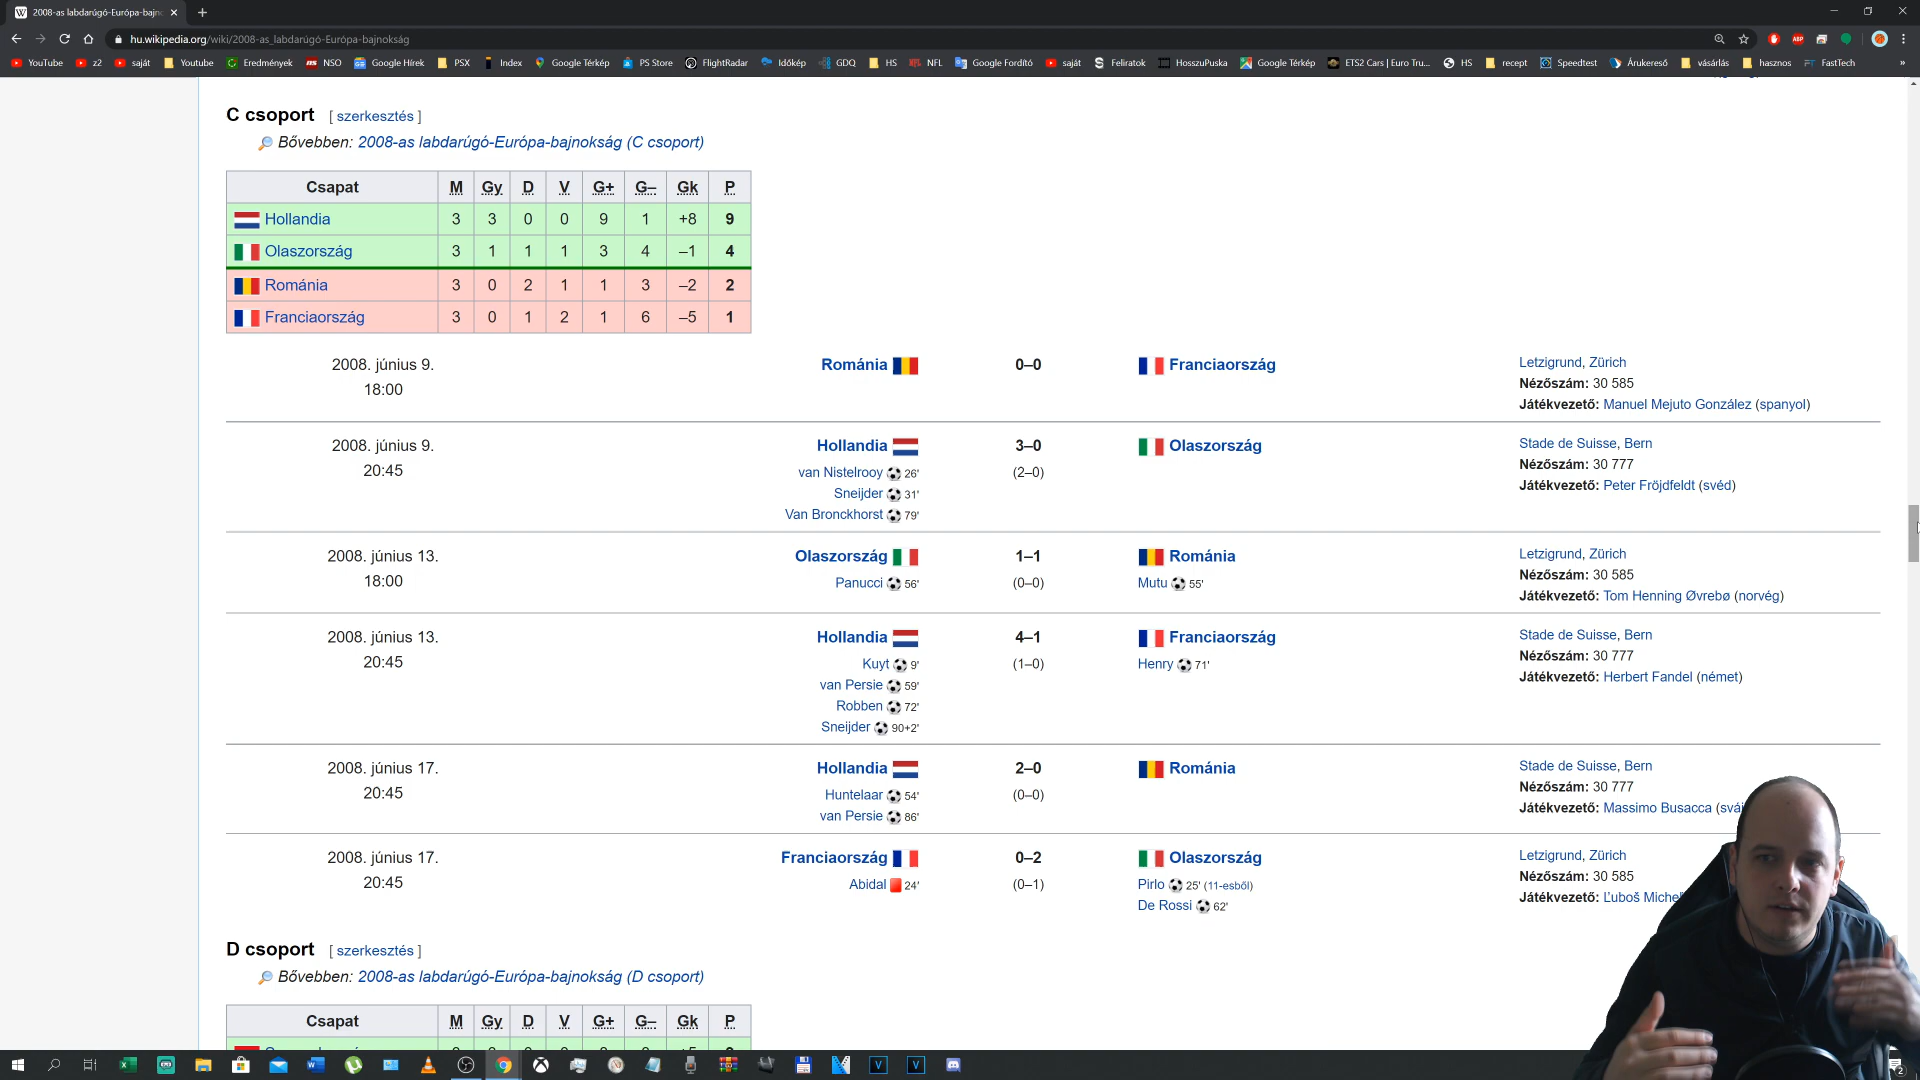 2008-as labdarúgó-Európa-bajno
hu.wikipedia.org/wiki/2008-as_labdarúgó-Európa-bajnokság
YouTube z2 saját Youtube Eredmények NSO Google Hírek PSX Index Google Térkép PS Store FlightRadar Időkép GDQ HS NFL Google Fordító saját Feliratok HosszuPuska Google Térkép ETS2 Cars | Euro Tru... HS recept Speedtest Árukereső vásárlás hasznos FastTech »
C csoport [ szerkesztés ]
Bővebben: 2008-as labdarúgó-Európa-bajnokság (C csoport)
Csapat M Gy D V G+ G– Gk P
Hollandia 3 3 0 0 9 1 +8 9
Olaszország 3 1 1 1 3 4 –1 4
Románia 3 0 2 1 1 3 –2 2
Franciaország 3 0 1 2 1 6 –5 1
2008. június 9. Románia 0–0 Franciaország Letzigrund, Zürich
18:00 Nézőszám: 30 585
Játékvezető: Manuel Mejuto González (spanyol)
2008. június 9. Hollandia 3–0 Olaszország Stade de Suisse, Bern
20:45 van Nistelrooy 26' (2–0) Nézőszám: 30 777
Sneijder 31' Játékvezető: Peter Fröjdfeldt (svéd)
Van Bronckhorst 79'
2008. június 13. Olaszország 1–1 Románia Letzigrund, Zürich
18:00 Panucci 56' (0–0) Mutu 55' Nézőszám: 30 585
Játékvezető: Tom Henning Øvrebø (norvég)
2008. június 13. Hollandia 4–1 Franciaország Stade de Suisse, Bern
20:45 Kuyt 9' (1–0) Henry 71' Nézőszám: 30 777
van Persie 59' Játékvezető: Herbert Fandel (német)
Robben 72'
Sneijder 90+2'
2008. június 17. Hollandia 2–0 Románia Stade de Suisse, Bern
20:45 Huntelaar 54' (0–0) Nézőszám: 30 777
van Persie 86' Játékvezető: Massimo Busacca (sváj
2008. június 17. Franciaország 0–2 Olaszország Letzigrund, Zürich
20:45 Abidal 24' (0–1) Pirlo 25' (11-esből) Nézőszám: 30 585
De Rossi 62' Játékvezető: Ľuboš Micheľ
D csoport [ szerkesztés ]
Bővebben: 2008-as labdarúgó-Európa-bajnokság (D csoport)
Csapat M Gy D V G+ G– Gk P